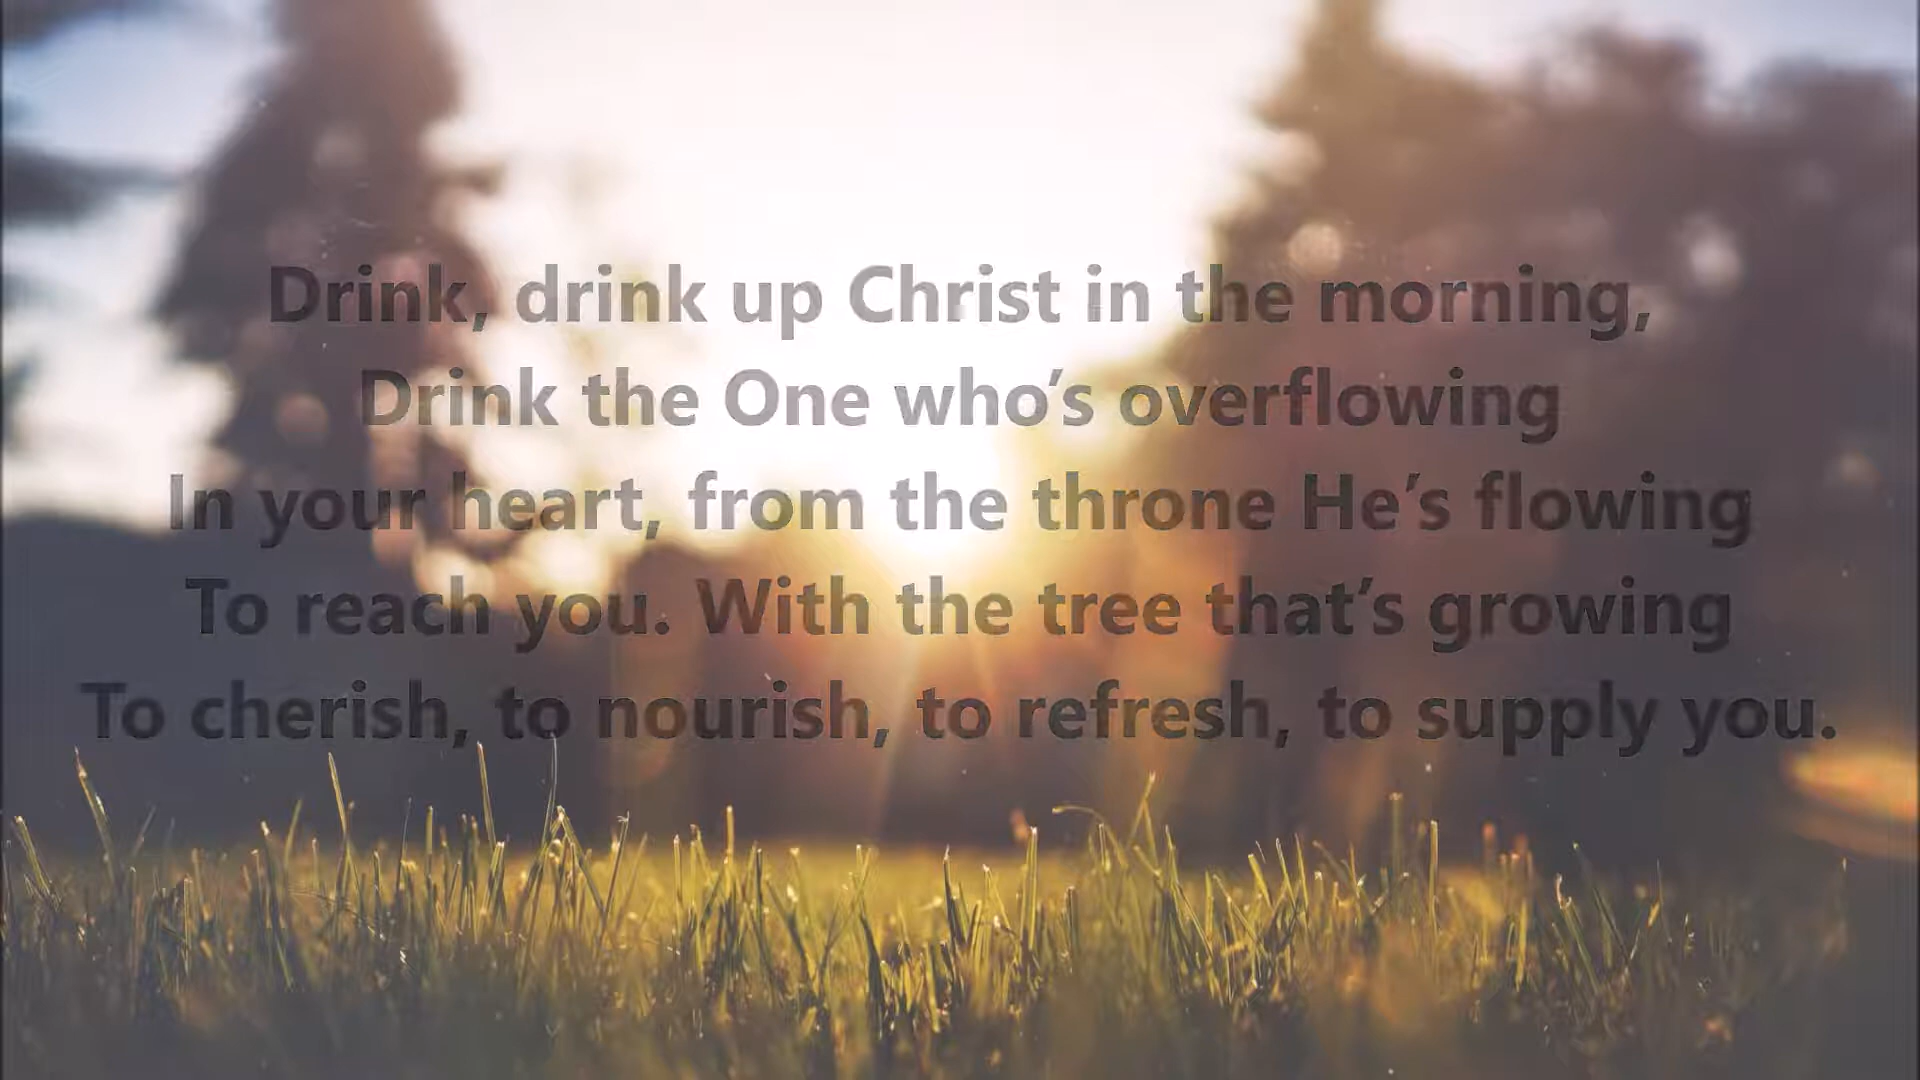 Drink, drink up Christ in the morning,
Drink the One who’s overflowing
In your heart, from the throne He’s flowing
To reach you. With the tree that’s growing
To cherish, to nourish, to refresh, to supply you.